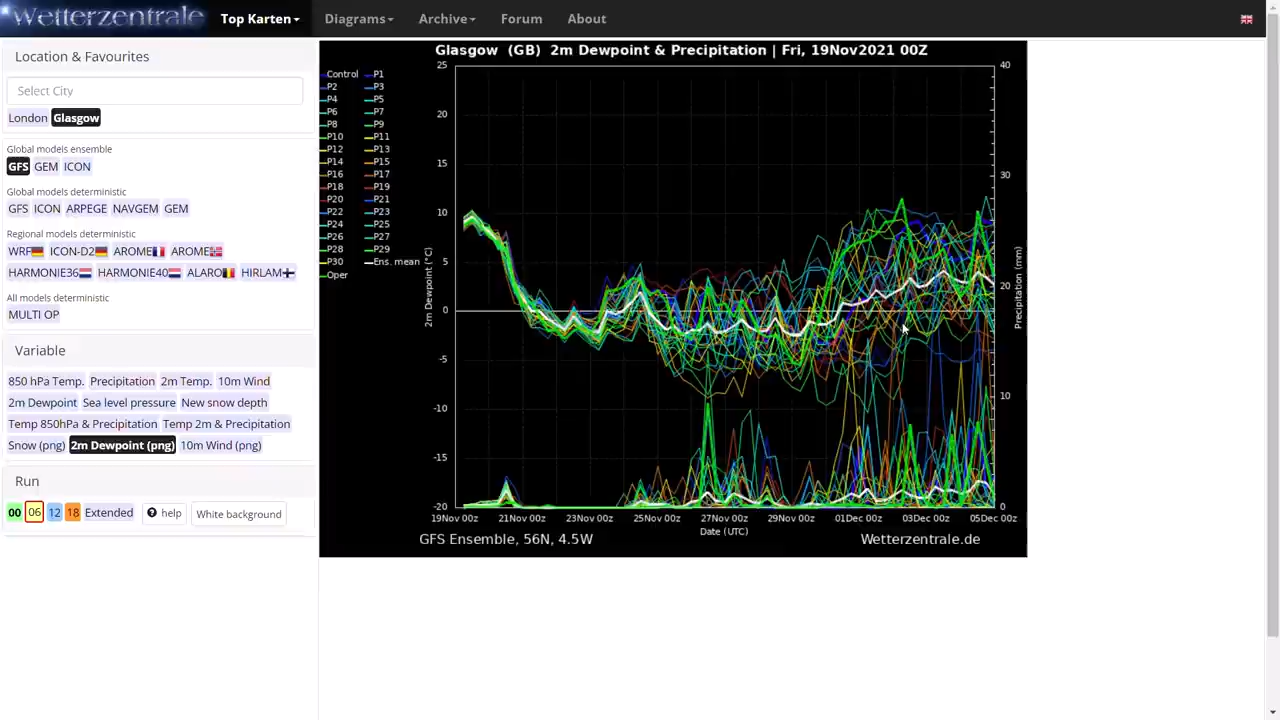 Wetterzentrale Top Karten Diagrams Archive Forum About
Location & Favourites
Select City
London Glasgow
Global models ensemble
GFS GEM ICON
Global models deterministic
GFS ICON ARPEGE NAVGEM GEM
Regional models deterministic
WRF ICON-D2 AROME AROME
HARMONIE36 HARMONIE40 ALARO HIRLAM
All models deterministic
MULTI OP
Variable
850 hPa Temp. Precipitation 2m Temp. 10m Wind
2m Dewpoint Sea level pressure New snow depth
Temp 850hPa & Precipitation Temp 2m & Precipitation
Snow (png) 2m Dewpoint (png) 10m Wind (png)
Run
00 06 12 18 Extended help White background
Glasgow (GB) 2m Dewpoint & Precipitation | Fri, 19Nov2021 00Z
Control P1
P2 P3
P4 P5
P6 P7
P8 P9
P10 P11
P12 P13
P14 P15
P16 P17
P18 P19
P20 P21
P22 P23
P24 P25
P26 P27
P28 P29
P30 Ens. mean
Oper
2m Dewpoint (°C)
25
20
15
10
5
0
-5
-10
-15
-20
40
30
20
10
0
Precipitation (mm)
19Nov 00z 21Nov 00z 23Nov 00z 25Nov 00z 27Nov 00z 29Nov 00z 01Dec 00z 03Dec 00z 05Dec 00z
Date (UTC)
GFS Ensemble, 56N, 4.5W Wetterzentrale.de